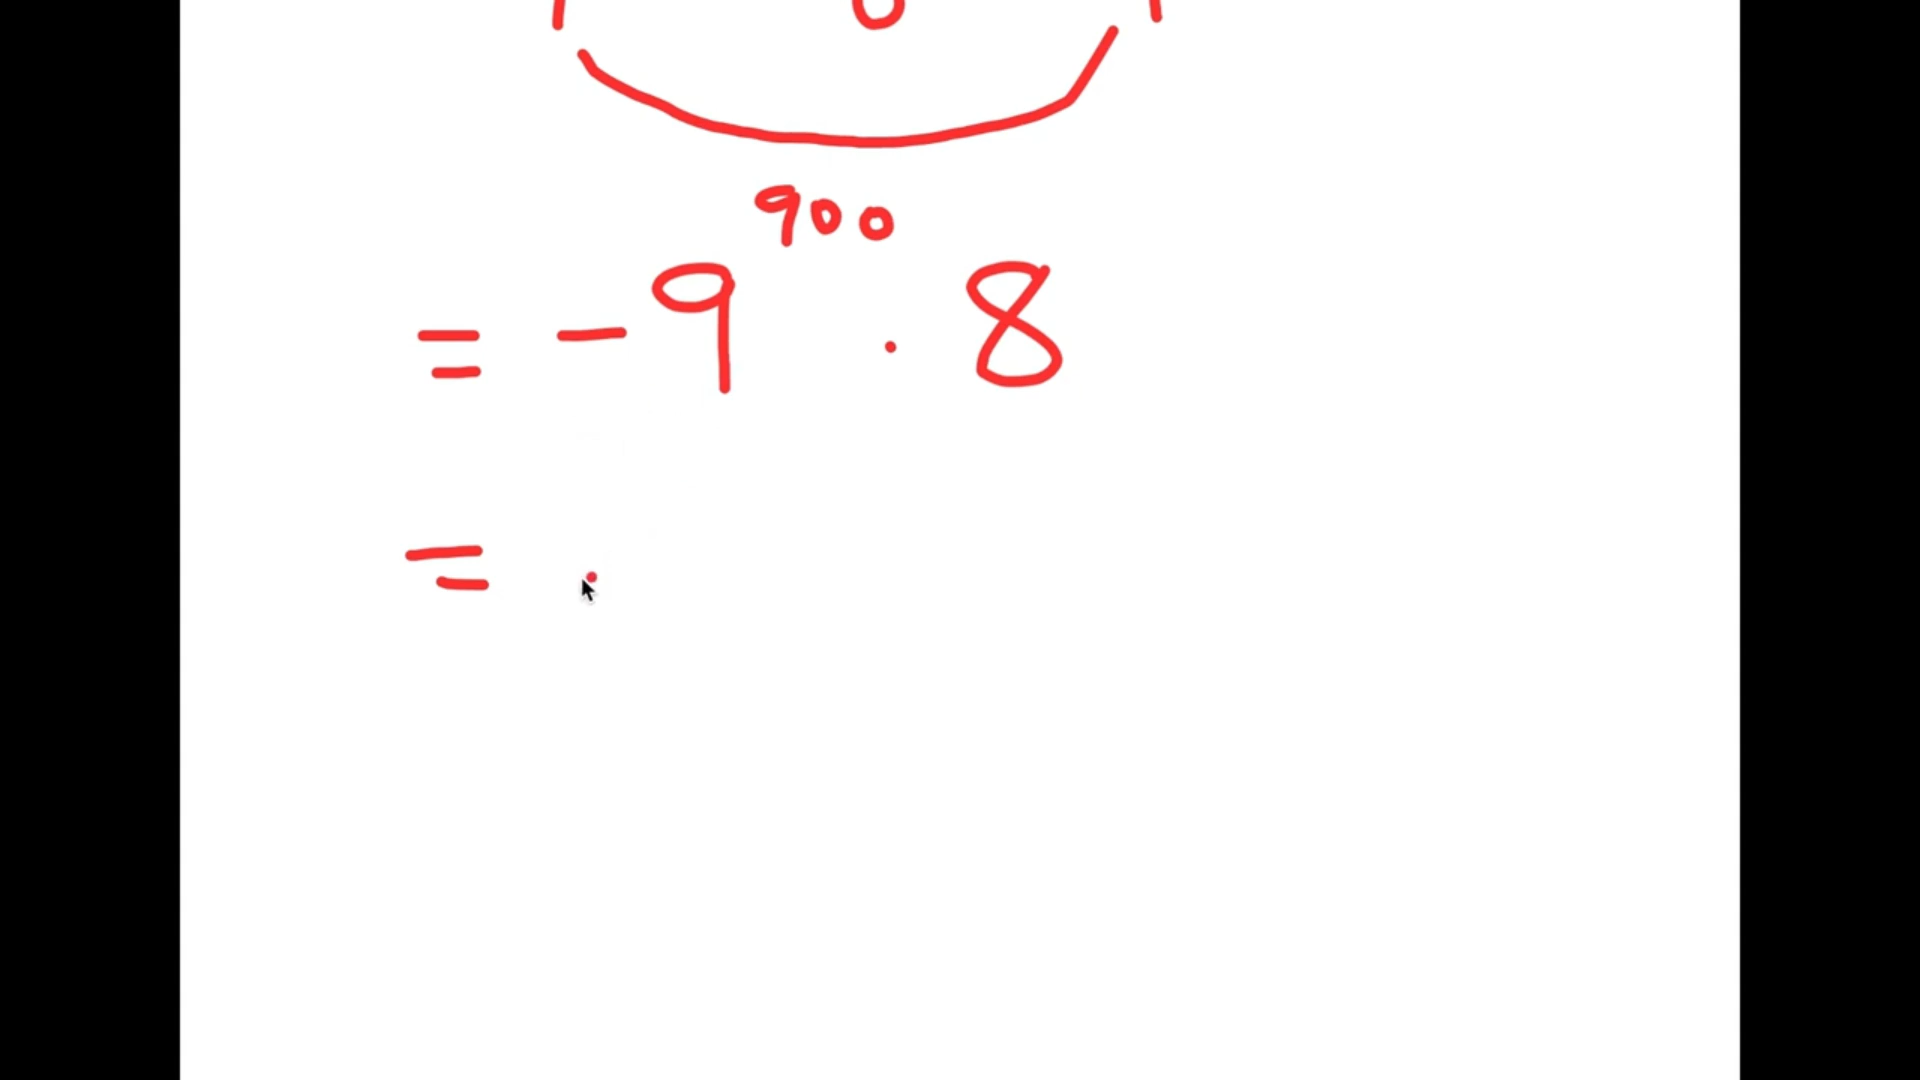 = -9^900 · 8
= .